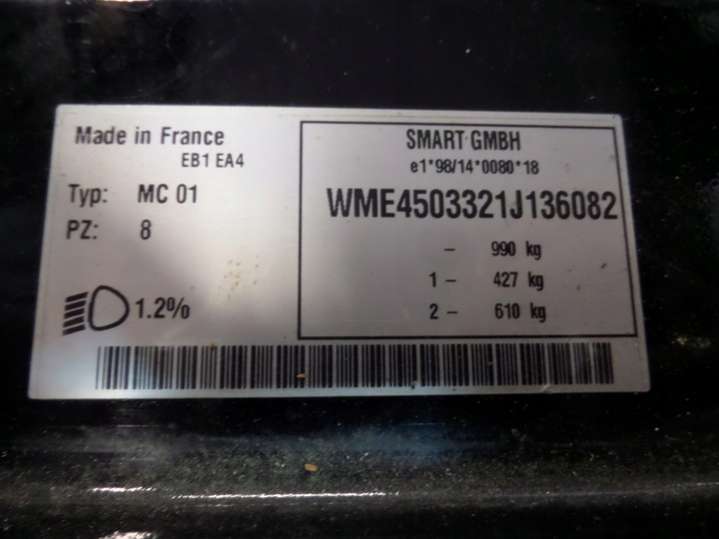 Made in France
EB1 EA4
Typ: MC 01
PZ: 8
1.2%
SMART GMBH
e1*98/14*0080*18
WME4503321J136082
- 990 kg
1 - 427 kg
2 - 610 kg